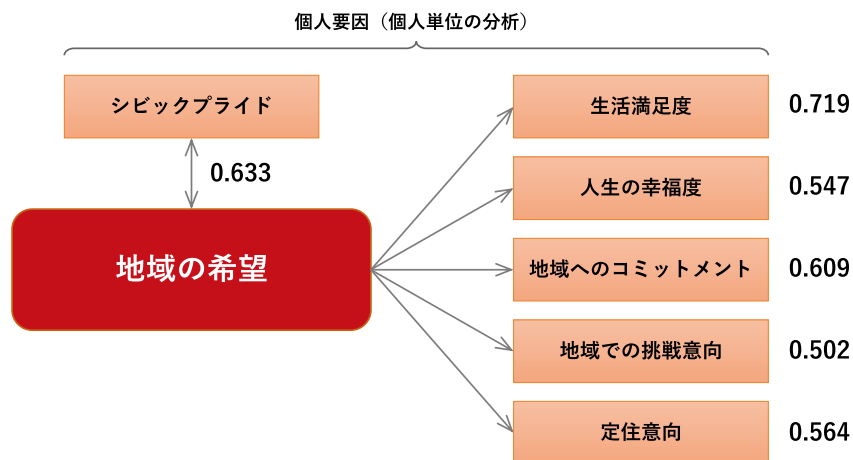 個人要因（個人単位の分析）
シビックプライド
0.633
地域の希望
生活満足度 0.719
人生の幸福度 0.547
地域へのコミットメント 0.609
地域での挑戦意向 0.502
定住意向 0.564